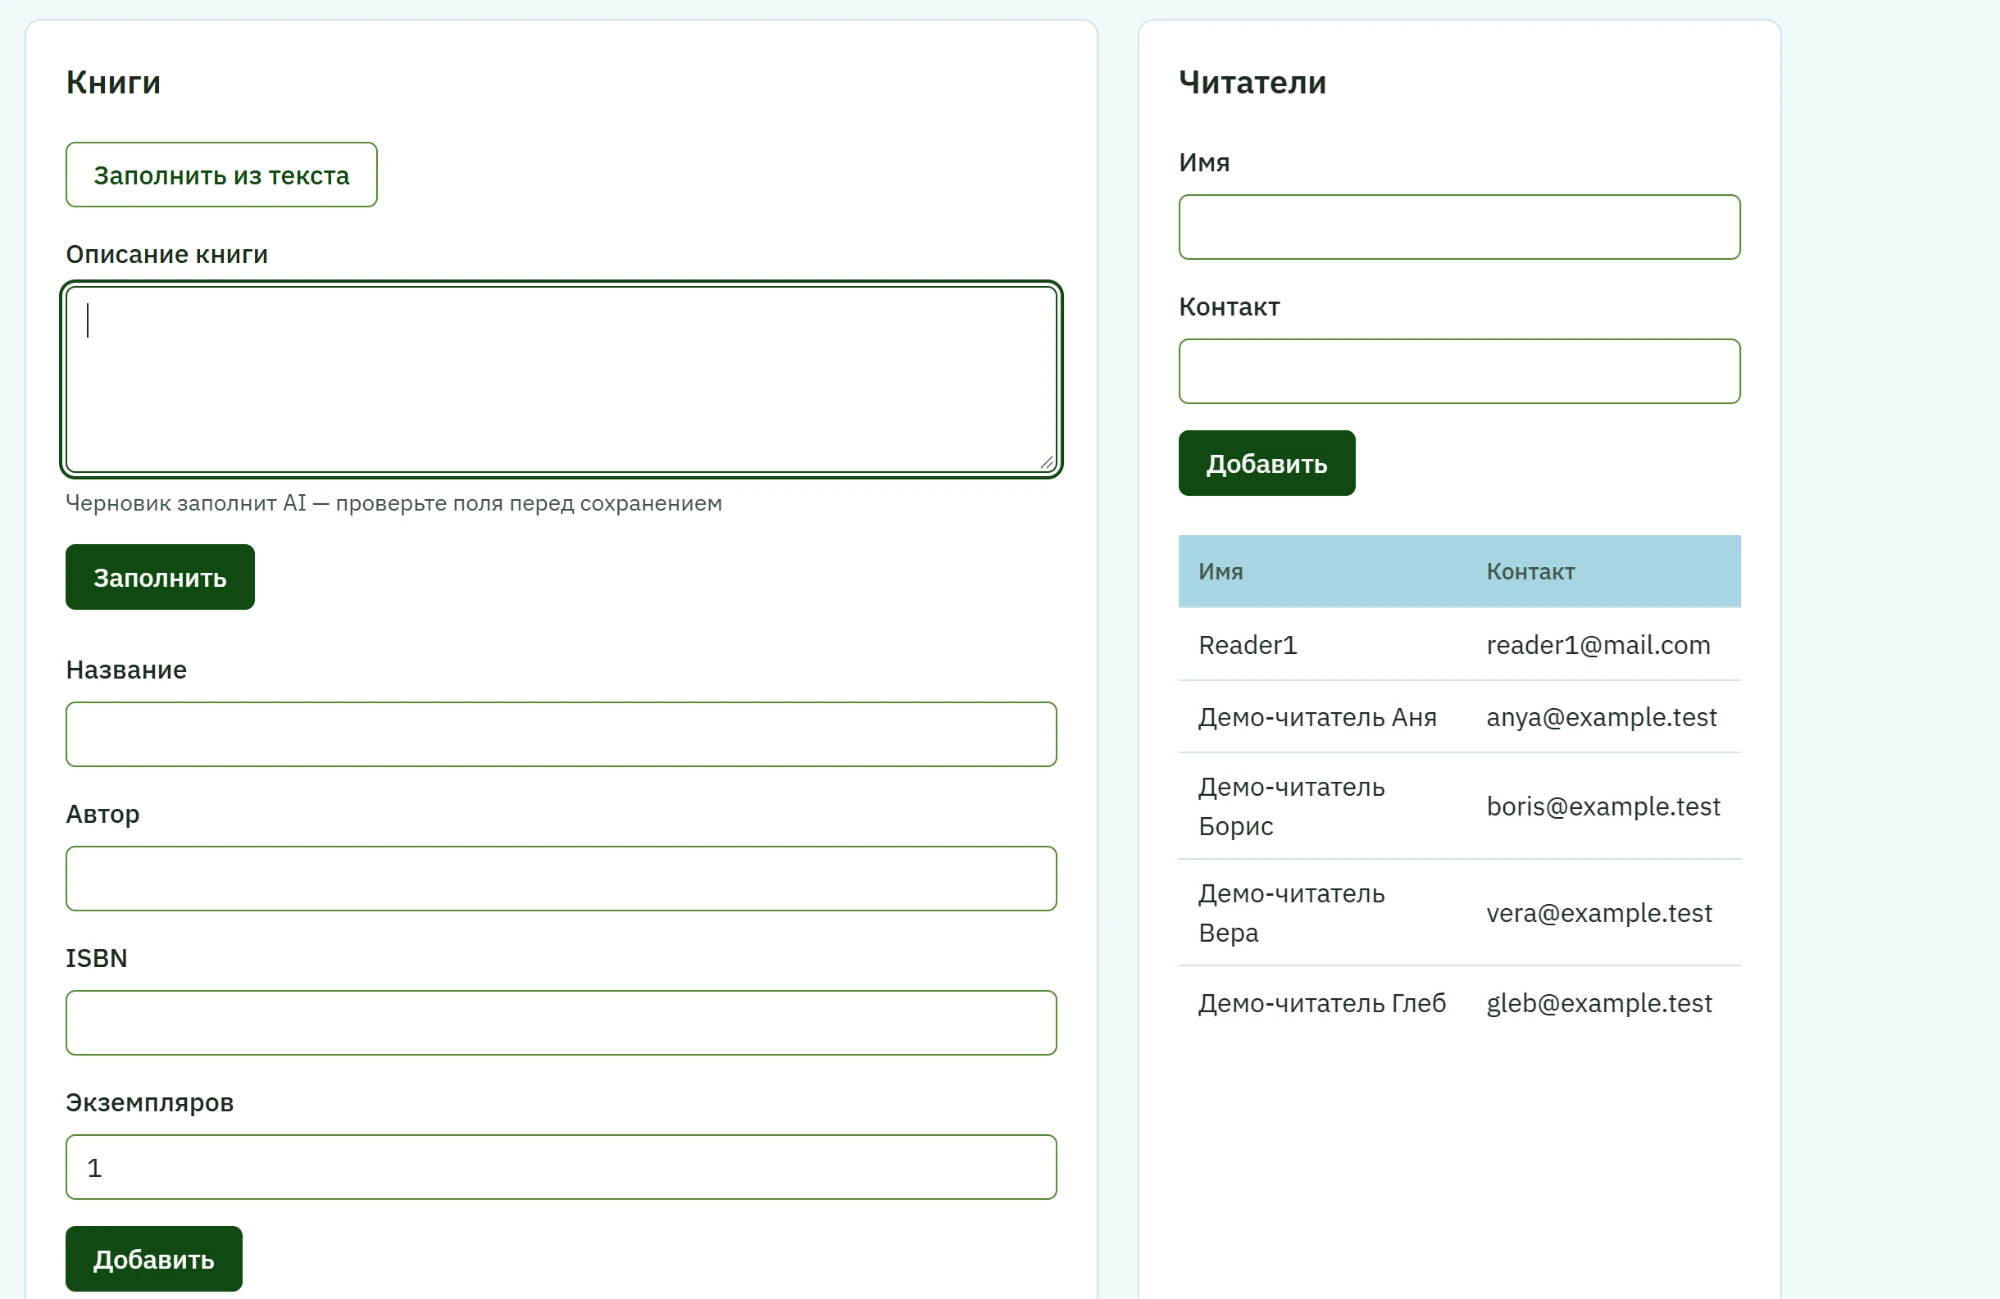 Книги
Заполнить из текста
Описание книги
Черновик заполнит AI — проверьте поля перед сохранением
Заполнить
Название
Автор
ISBN
Экземпляров
1
Добавить
Читатели
Имя
Контакт
Добавить
Имя Контакт
Reader1 reader1@mail.com
Демо-читатель Аня anya@example.test
Демо-читатель
Борис boris@example.test
Демо-читатель
Вера vera@example.test
Демо-читатель Глеб gleb@example.test